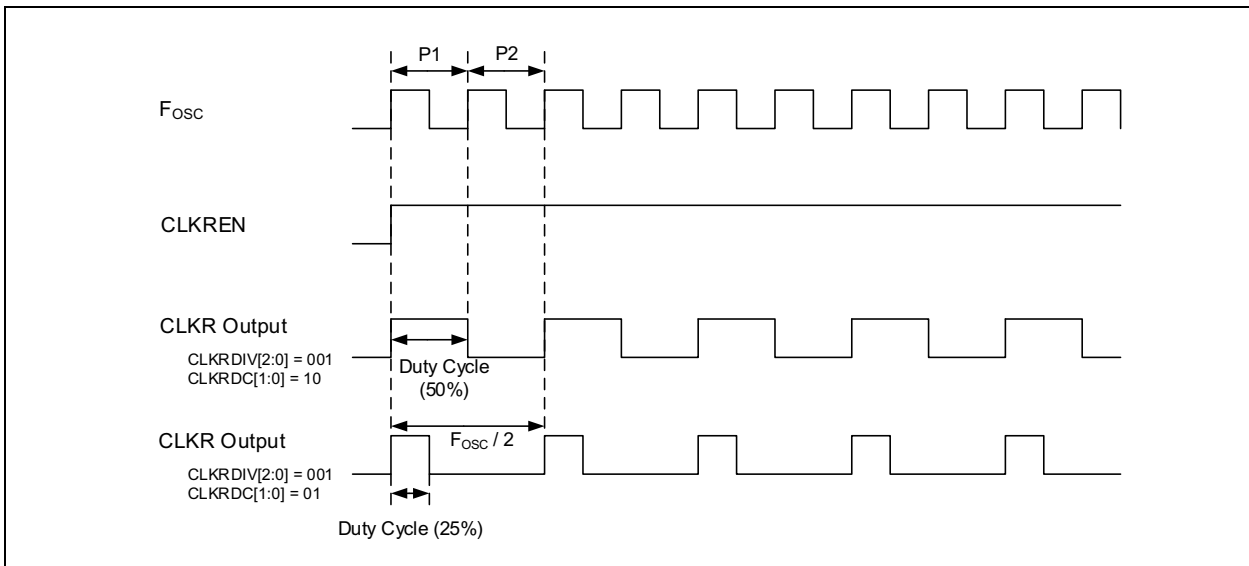 P1 P2
FOSC
CLKREN
CLKR Output
CLKRDIV[2:0] = 001
CLKRDC[1:0] = 10
Duty Cycle
(50%)
CLKR Output
FOSC / 2
CLKRDIV[2:0] = 001
CLKRDC[1:0] = 01
Duty Cycle (25%)